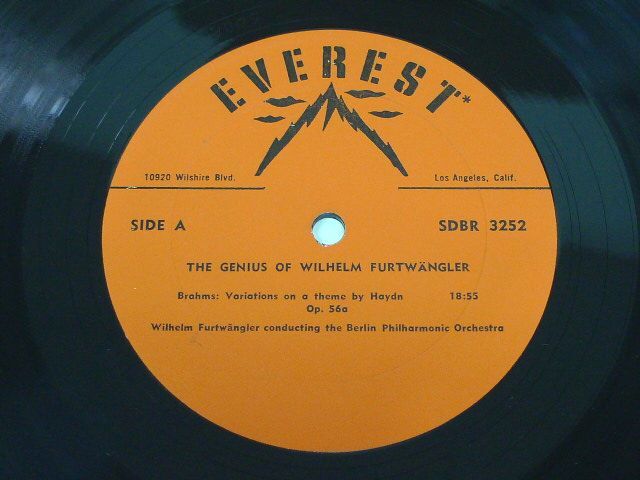 EVEREST*
10920 Wilshire Blvd. Los Angeles, Calif.
SIDE A SDBR 3252
THE GENIUS OF WILHELM FURTWÄNGLER
Brahms: Variations on a theme by Haydn 18:55
Op. 56a
Wilhelm Furtwängler conducting the Berlin Philharmonic Orchestra